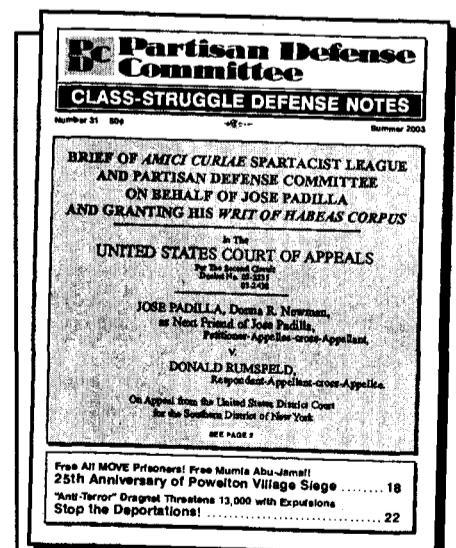 PDC Partisan Defense
Committee
CLASS-STRUGGLE DEFENSE NOTES
Number 31 50¢ Summer 2003
BRIEF OF AMICI CURIAE SPARTACIST LEAGUE
AND PARTISAN DEFENSE COMMITTEE
ON BEHALF OF JOSE PADILLA
AND GRANTING HIS WRIT OF HABEAS CORPUS
In The
UNITED STATES COURT OF APPEALS
For The Second Circuit
Docket No.
JOSE PADILLA, Donna R. Newman,
as Next Friend of Jose Padilla,
Petitioner-Appellee-cross-Appellant,
v.
DONALD RUMSFELD,
Respondent-Appellant-cross-Appellee.
On Appeal from the United States District Court
for the Southern District of New York
SEE PAGE 2
Free All MOVE Prisoners! Free Mumia Abu-Jamal!
25th Anniversary of Powelton Village Siege ........ 18
"Anti-Terror" Dragnet Threatens 13,000 with Expulsions
Stop the Deportations! ........................... 22